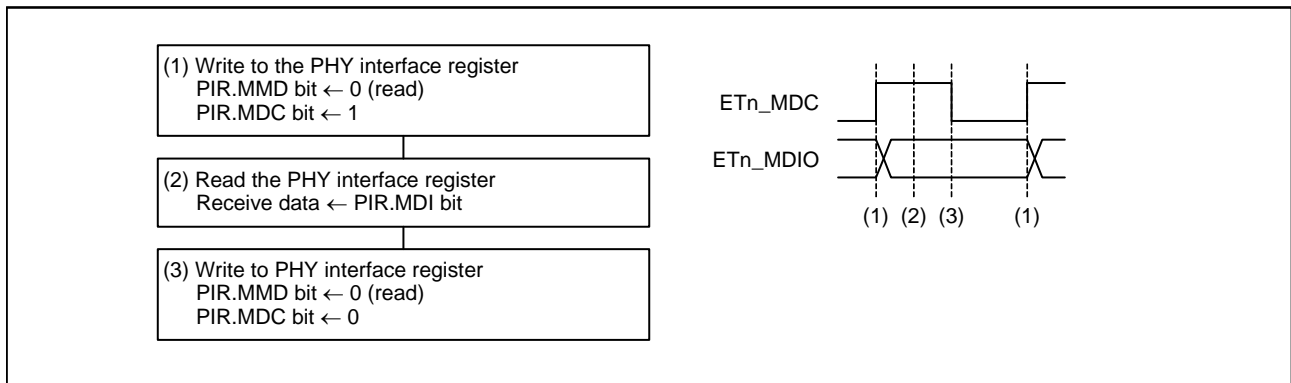 (1) Write to the PHY interface register
PIR.MMD bit ← 0 (read)
PIR.MDC bit ← 1
(2) Read the PHY interface register
Receive data ← PIR.MDI bit
(3) Write to PHY interface register
PIR.MMD bit ← 0 (read)
PIR.MDC bit ← 0
ETn_MDC
ETn_MDIO
(1) (2) (3) (1)